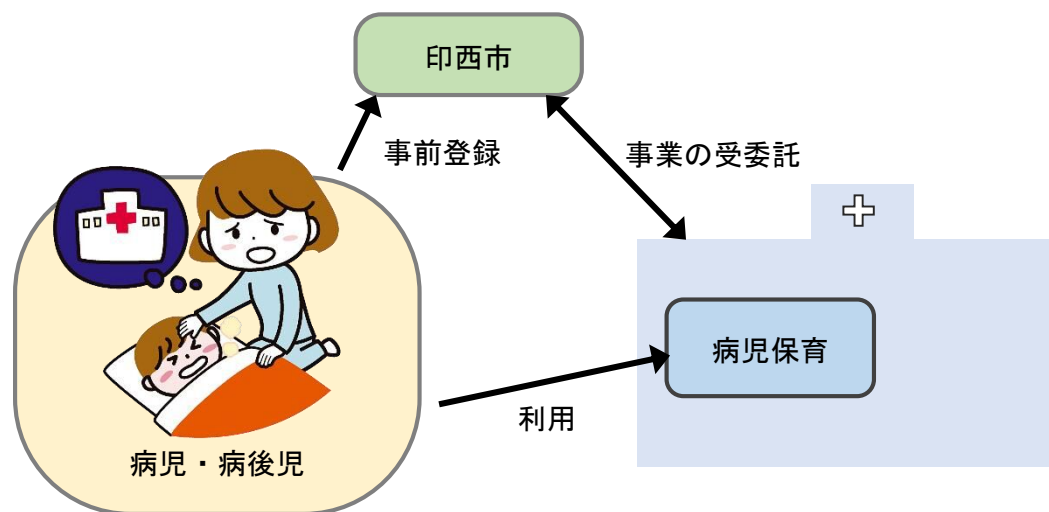 印西市
事前登録
事業の受委託
病児保育
利用
病児・病後児